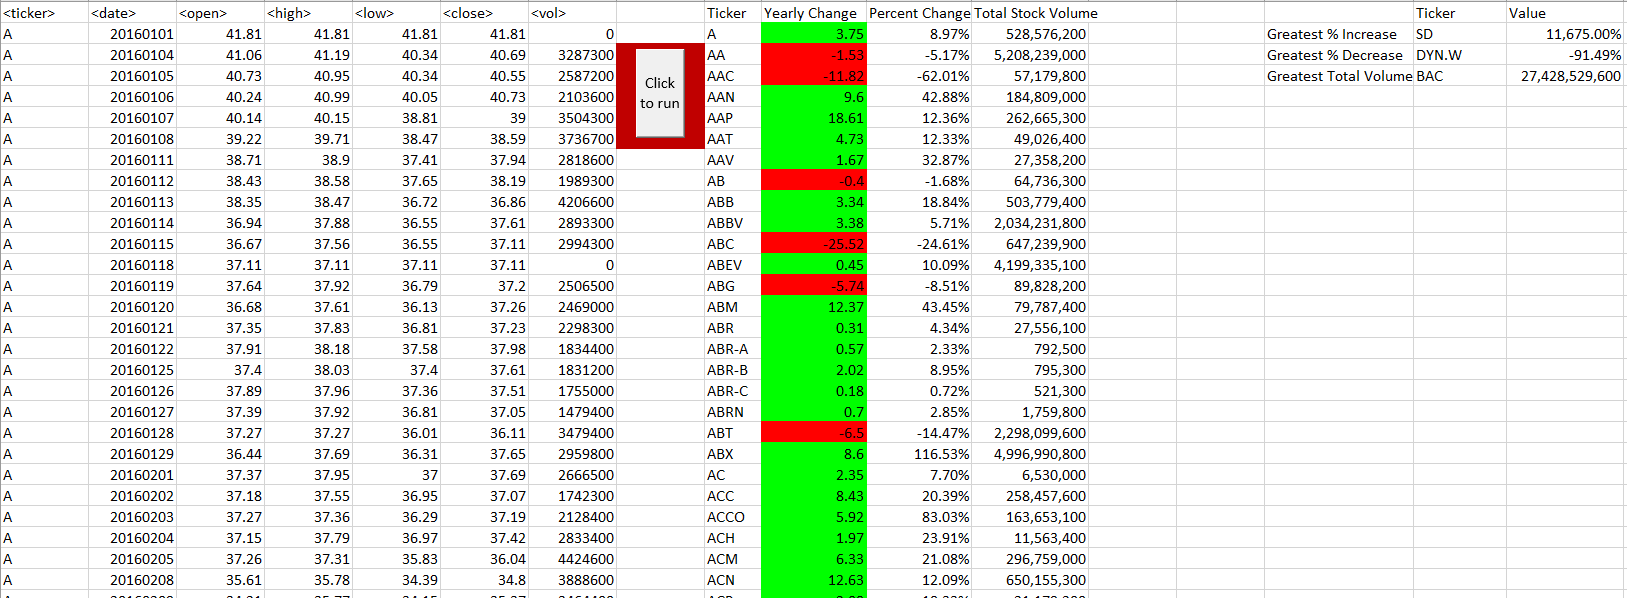 <ticker> <date> <open> <high> <low> <close> <vol> Ticker Yearly Change Percent Change Total Stock Volume Ticker Value
A 20160101 41.81 41.81 41.81 41.81 0 A 3.75 8.97% 528,576,200 Greatest % Increase SD 11,675.00%
A 20160104 41.06 41.19 40.34 40.69 3287300 AA -1.53 -5.17% 5,208,239,000 Greatest % Decrease DYN.W -91.49%
A 20160105 40.73 40.95 40.34 40.55 2587200 Click AAC -11.82 -62.01% 57,179,800 Greatest Total Volume BAC 27,428,529,600
A 20160106 40.24 40.99 40.05 40.73 2103600 to run AAN 9.6 42.88% 184,809,000
A 20160107 40.14 40.15 38.81 39 3504300 AAP 18.61 12.36% 262,665,300
A 20160108 39.22 39.71 38.47 38.59 3736700 AAT 4.73 12.33% 49,026,400
A 20160111 38.71 38.9 37.41 37.94 2818600 AAV 1.67 32.87% 27,358,200
A 20160112 38.43 38.58 37.65 38.19 1989300 AB -0.4 -1.68% 64,736,300
A 20160113 38.35 38.47 36.72 36.86 4206600 ABB 3.34 18.84% 503,779,400
A 20160114 36.94 37.88 36.55 37.61 2893300 ABBV 3.38 5.71% 2,034,231,800
A 20160115 36.67 37.56 36.55 37.11 2994300 ABC -25.52 -24.61% 647,239,900
A 20160118 37.11 37.11 37.11 37.11 0 ABEV 0.45 10.09% 4,199,335,100
A 20160119 37.64 37.92 36.79 37.2 2506500 ABG -5.74 -8.51% 89,828,200
A 20160120 36.68 37.61 36.13 37.26 2469000 ABM 12.37 43.45% 79,787,400
A 20160121 37.35 37.83 36.81 37.23 2298300 ABR 0.31 4.34% 27,556,100
A 20160122 37.91 38.18 37.58 37.98 1834400 ABR-A 0.57 2.33% 792,500
A 20160125 37.4 38.03 37.4 37.61 1831200 ABR-B 2.02 8.95% 795,300
A 20160126 37.89 37.96 37.36 37.51 1755000 ABR-C 0.18 0.72% 521,300
A 20160127 37.39 37.92 36.81 37.05 1479400 ABRN 0.7 2.85% 1,759,800
A 20160128 37.27 37.27 36.01 36.11 3479400 ABT -6.5 -14.47% 2,298,099,600
A 20160129 36.44 37.69 36.31 37.65 2959800 ABX 8.6 116.53% 4,996,990,800
A 20160201 37.37 37.95 37 37.69 2666500 AC 2.35 7.70% 6,530,000
A 20160202 37.18 37.55 36.95 37.07 1742300 ACC 8.43 20.39% 258,457,600
A 20160203 37.27 37.36 36.29 37.19 2128400 ACCO 5.92 83.03% 163,653,100
A 20160204 37.15 37.79 36.97 37.42 2833400 ACH 1.97 23.91% 11,563,400
A 20160205 37.26 37.31 35.83 36.04 4424600 ACM 6.33 21.08% 296,759,000
A 20160208 35.61 35.78 34.39 34.8 3888600 ACN 12.63 12.09% 650,155,300